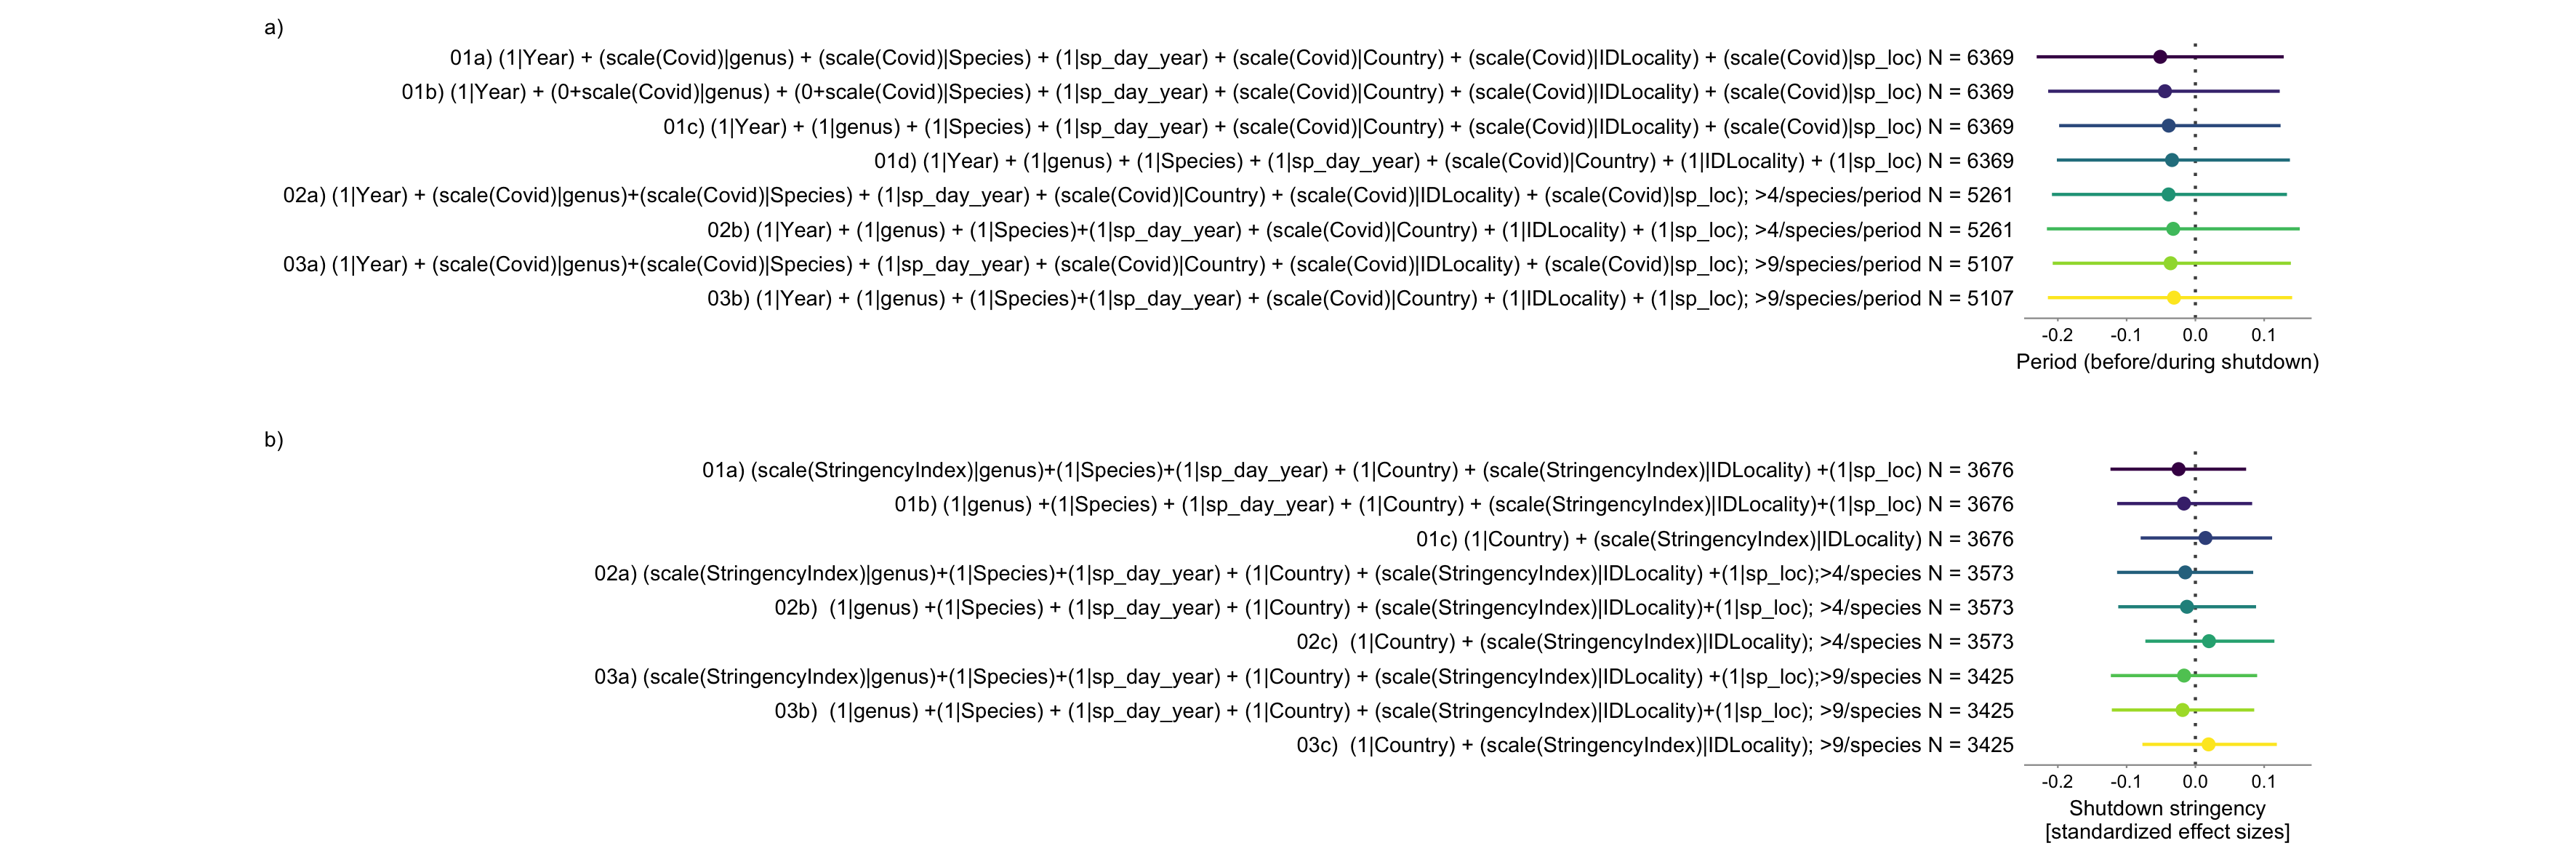 a)
01a) (1|Year) + (scale(Covid)|genus) + (scale(Covid)|Species) + (1|sp_day_year) + (scale(Covid)|Country) + (scale(Covid)|IDLocality) + (scale(Covid)|sp_loc) N = 6369
01b) (1|Year) + (0+scale(Covid)|genus) + (0+scale(Covid)|Species) + (1|sp_day_year) + (scale(Covid)|Country) + (scale(Covid)|IDLocality) + (scale(Covid)|sp_loc) N = 6369
01c) (1|Year) + (1|genus) + (1|Species) + (1|sp_day_year) + (scale(Covid)|Country) + (scale(Covid)|IDLocality) + (scale(Covid)|sp_loc) N = 6369
01d) (1|Year) + (1|genus) + (1|Species) + (1|sp_day_year) + (scale(Covid)|Country) + (1|IDLocality) + (1|sp_loc) N = 6369
02a) (1|Year) + (scale(Covid)|genus)+(scale(Covid)|Species) + (1|sp_day_year) + (scale(Covid)|Country) + (scale(Covid)|IDLocality) + (scale(Covid)|sp_loc); >4/species/period N = 5261
02b) (1|Year) + (1|genus) + (1|Species)+(1|sp_day_year) + (scale(Covid)|Country) + (1|IDLocality) + (1|sp_loc); >4/species/period N = 5261
03a) (1|Year) + (scale(Covid)|genus)+(scale(Covid)|Species) + (1|sp_day_year) + (scale(Covid)|Country) + (scale(Covid)|IDLocality) + (scale(Covid)|sp_loc); >9/species/period N = 5107
03b) (1|Year) + (1|genus) + (1|Species)+(1|sp_day_year) + (scale(Covid)|Country) + (1|IDLocality) + (1|sp_loc); >9/species/period N = 5107
-0.2 -0.1 0.0 0.1
Period (before/during shutdown)
b)
01a) (scale(StringencyIndex)|genus)+(1|Species)+(1|sp_day_year) + (1|Country) + (scale(StringencyIndex)|IDLocality) +(1|sp_loc) N = 3676
01b) (1|genus) +(1|Species) + (1|sp_day_year) + (1|Country) + (scale(StringencyIndex)|IDLocality)+(1|sp_loc) N = 3676
01c) (1|Country) + (scale(StringencyIndex)|IDLocality) N = 3676
02a) (scale(StringencyIndex)|genus)+(1|Species)+(1|sp_day_year) + (1|Country) + (scale(StringencyIndex)|IDLocality) +(1|sp_loc);>4/species N = 3573
02b)  (1|genus) +(1|Species) + (1|sp_day_year) + (1|Country) + (scale(StringencyIndex)|IDLocality)+(1|sp_loc); >4/species N = 3573
02c)  (1|Country) + (scale(StringencyIndex)|IDLocality); >4/species N = 3573
03a) (scale(StringencyIndex)|genus)+(1|Species)+(1|sp_day_year) + (1|Country) + (scale(StringencyIndex)|IDLocality) +(1|sp_loc);>9/species N = 3425
03b)  (1|genus) +(1|Species) + (1|sp_day_year) + (1|Country) + (scale(StringencyIndex)|IDLocality)+(1|sp_loc); >9/species N = 3425
03c)  (1|Country) + (scale(StringencyIndex)|IDLocality); >9/species N = 3425
-0.2 -0.1 0.0 0.1
Shutdown stringency
[standardized effect sizes]